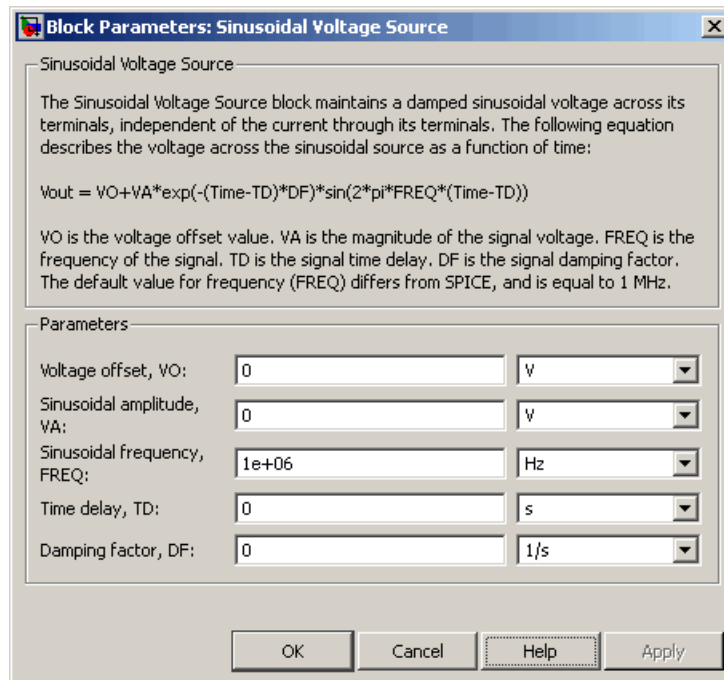 Block Parameters: Sinusoidal Voltage Source
Sinusoidal Voltage Source
The Sinusoidal Voltage Source block maintains a damped sinusoidal voltage across its
terminals, independent of the current through its terminals. The following equation
describes the voltage across the sinusoidal source as a function of time:
Vout = VO+VA*exp(-(Time-TD)*DF)*sin(2*pi*FREQ*(Time-TD))
VO is the voltage offset value. VA is the magnitude of the signal voltage. FREQ is the
frequency of the signal. TD is the signal time delay. DF is the signal damping factor.
The default value for frequency (FREQ) differs from SPICE, and is equal to 1 MHz.
Parameters
Voltage offset, VO: 0 V
Sinusoidal amplitude,
VA: 0 V
Sinusoidal frequency,
FREQ: 1e+06 Hz
Time delay, TD: 0 s
Damping factor, DF: 0 1/s
OK Cancel Help Apply